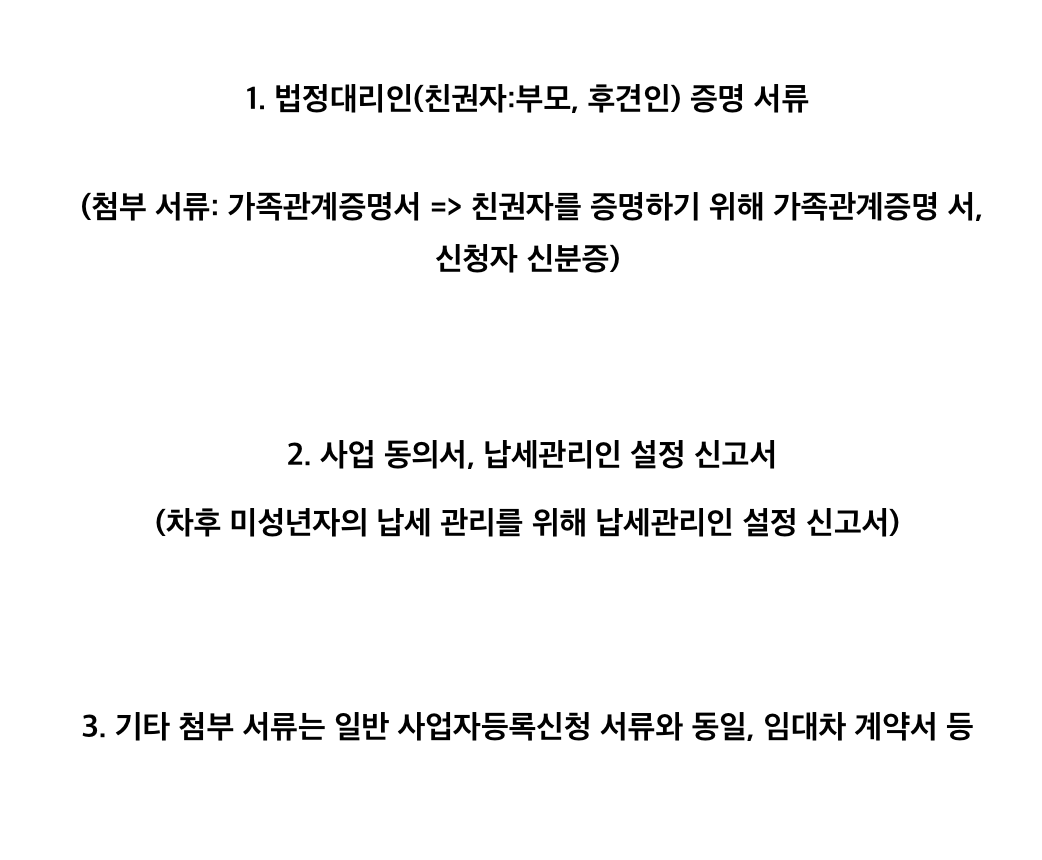 1. 법정대리인(친권자:부모, 후견인) 증명 서류
(첨부 서류: 가족관계증명서 => 친권자를 증명하기 위해 가족관계증명 서,
신청자 신분증)
2. 사업 동의서, 납세관리인 설정 신고서
(차후 미성년자의 납세 관리를 위해 납세관리인 설정 신고서)
3. 기타 첨부 서류는 일반 사업자등록신청 서류와 동일, 임대차 계약서 등